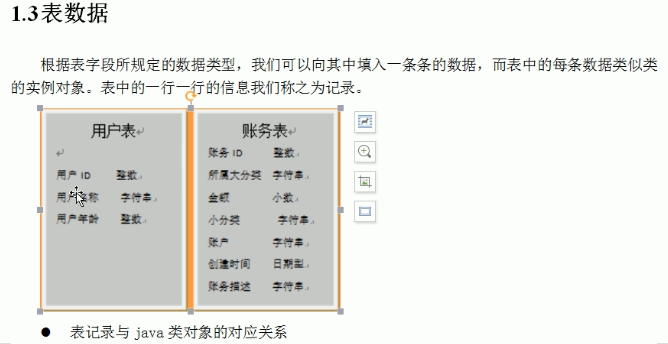 1.3表数据
根据表字段所规定的数据类型，我们可以向其中填入一条条的数据，而表中的每条数据类似类
的实例对象。表中的一行一行的信息我们称之为记录。
用户表
用户 ID 整数
用户名称 字符串
用户年龄 整数
账务表
账务 ID 整数
所属大分类 字符串
金额 小数
小分类 字符串
账户 字符串
创建时间 日期型
账务描述 字符串
● 表记录与 java 类对象的对应关系